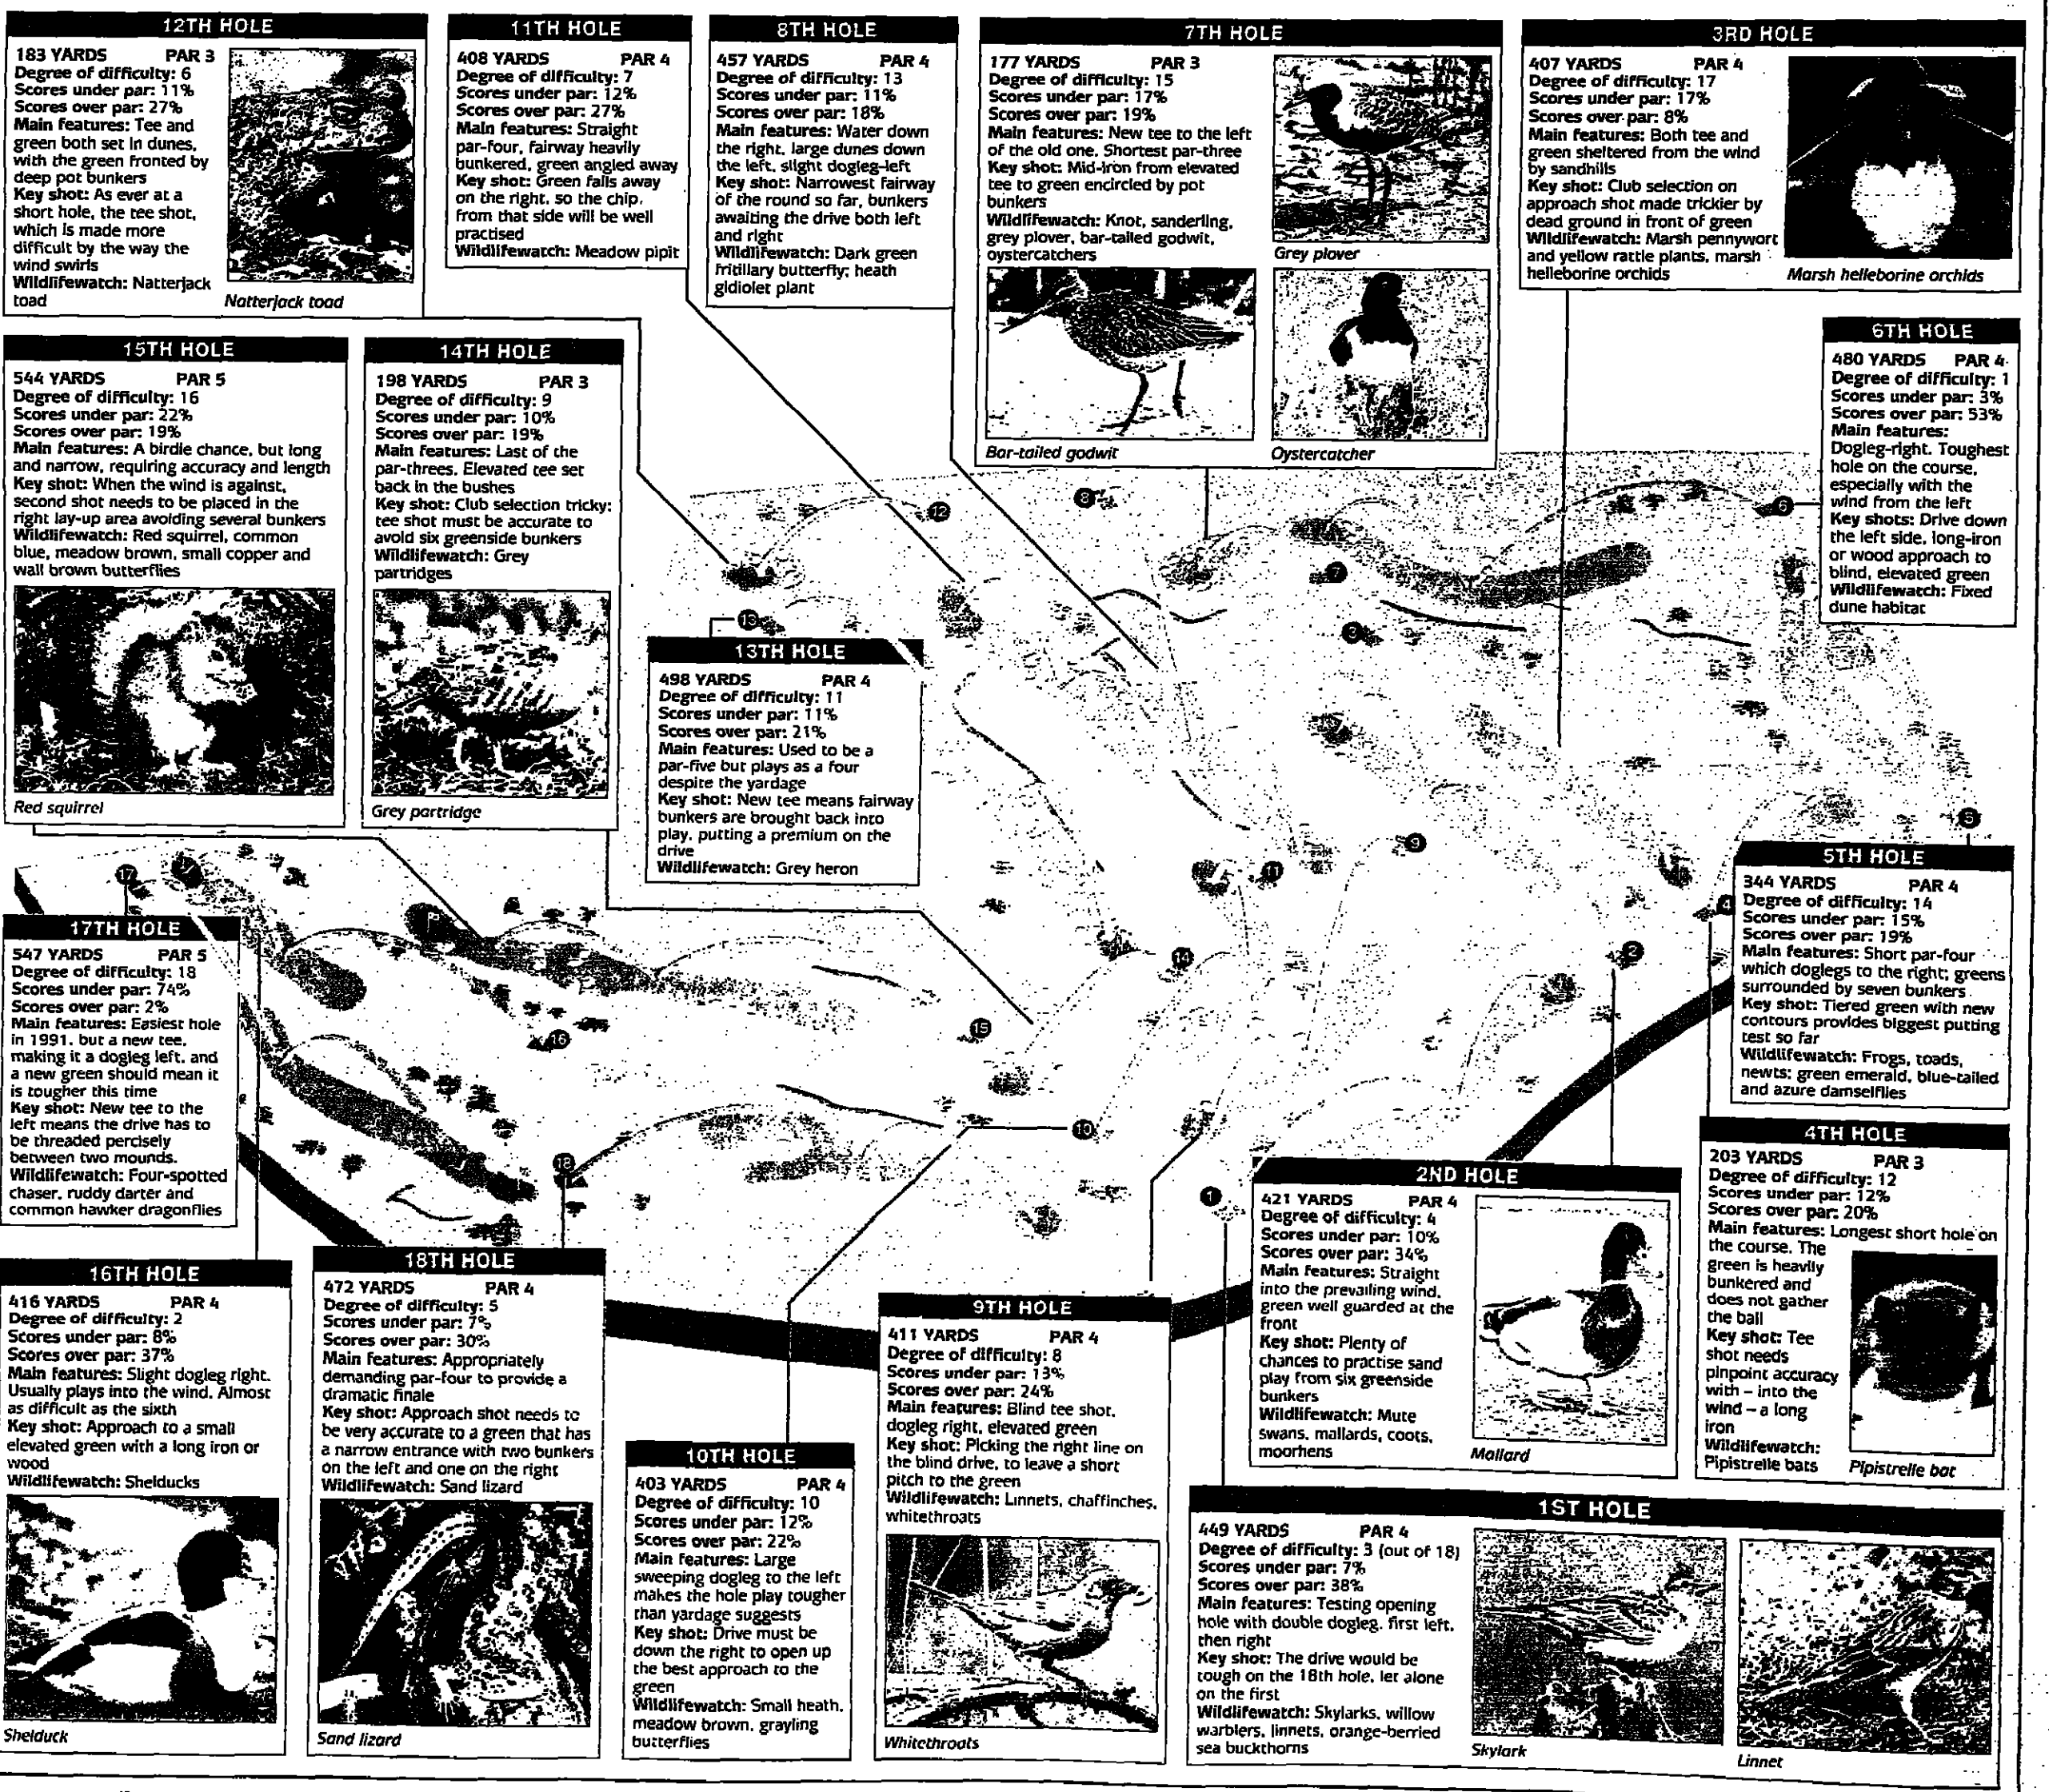 12TH HOLE
183 YARDS PAR 3
Degree of difficulty: 6
Scores under par: 11%
Scores over par: 27%
Main features: Tee and
green both set in dunes,
with the green fronted by
deep pot bunkers
Key shot: As ever at a
short hole, the tee shot,
which is made more
difficult by the way the
wind swirls
Wildlifewatch: Natterjack
toad
Natterjack toad
11TH HOLE
408 YARDS PAR 4
Degree of difficulty: 7
Scores under par: 12%
Scores over par: 27%
Main features: Straight
par-four, fairway heavily
bunkered, green angled away
Key shot: Green falls away
on the right, so the chip,
from that side will be well
practised
Wildlifewatch: Meadow pipit
8TH HOLE
457 YARDS PAR 4
Degree of difficulty: 13
Scores under par: 11%
Scores over par: 18%
Main features: Water down
the right, large dunes down
the left, slight dogleg-left
Key shot: Narrowest fairway
of the round so far, bunkers
awaiting the drive both left
and right
Wildlifewatch: Dark green
fritillary butterfly; heath
gldiolet plant
7TH HOLE
177 YARDS PAR 3
Degree of difficulty: 15
Scores under par: 17%
Scores over par: 19%
Main features: New tee to the left
of the old one. Shortest par-three
Key shot: Mid-iron from elevated
tee to green encircled by pot
bunkers
Wildlifewatch: Knot, sanderling,
grey plover, bar-tailed godwit,
oystercatchers
Grey plover
Bar-tailed godwit
Oystercatcher
3RD HOLE
407 YARDS PAR 4
Degree of difficulty: 17
Scores under par: 17%
Scores over par: 8%
Main features: Both tee and
green sheltered from the wind
by sandhills
Key shot: Club selection on
approach shot made trickier by
dead ground in front of green
Wildlifewatch: Marsh pennywort
and yellow rattle plants, marsh
helleborine orchids
Marsh helleborine orchids
6TH HOLE
480 YARDS PAR 4
Degree of difficulty: 1
Scores under par: 3%
Scores over par: 53%
Main features:
Dogleg-right. Toughest
hole on the course,
especially with the
wind from the left
Key shots: Drive down
the left side, long-iron
or wood approach to
blind, elevated green
Wildlifewatch: Fixed
dune habitat
15TH HOLE
544 YARDS PAR 5
Degree of difficulty: 16
Scores under par: 22%
Scores over par: 19%
Main features: A birdie chance, but long
and narrow, requiring accuracy and length
Key shot: When the wind is against,
second shot needs to be placed in the
right lay-up area avoiding several bunkers
Wildlifewatch: Red squirrel, common
blue, meadow brown, small copper and
wall brown butterflies
Red squirrel
14TH HOLE
198 YARDS PAR 3
Degree of difficulty: 9
Scores under par: 10%
Scores over par: 19%
Main features: Last of the
par-threes. Elevated tee set
back in the bushes
Key shot: Club selection tricky:
tee shot must be accurate to
avoid six greenside bunkers
Wildlifewatch: Grey
partridges
Grey partridge
13TH HOLE
498 YARDS PAR 4
Degree of difficulty: 11
Scores under par: 11%
Scores over par: 21%
Main features: Used to be a
par-five but plays as a four
despite the yardage
Key shot: New tee means fairway
bunkers are brought back into
play, putting a premium on the
drive
Wildlifewatch: Grey heron
12
8
6
7
3
13
5
9
11
4
2
14
17
15
16
10
18
1
5TH HOLE
344 YARDS PAR 4
Degree of difficulty: 14
Scores under par: 15%
Scores over par: 19%
Main features: Short par-four
which doglegs to the right; greens
surrounded by seven bunkers
Key shot: Tiered green with new
contours provides biggest putting
test so far
Wildlifewatch: Frogs, toads,
newts; green emerald, blue-tailed
and azure damselflies
17TH HOLE
547 YARDS PAR 5
Degree of difficulty: 18
Scores under par: 74%
Scores over par: 2%
Main features: Easiest hole
in 1991, but a new tee,
making it a dogleg left, and
a new green should mean it
is tougher this time
Key shot: New tee to the
left means the drive has to
be threaded percisely
between two mounds.
Wildlifewatch: Four-spotted
chaser, ruddy darter and
common hawker dragonflies
4TH HOLE
203 YARDS PAR 3
Degree of difficulty: 12
Scores under par: 12%
Scores over par: 20%
Main features: Longest short hole on
the course. The
green is heavily
bunkered and
does not gather
the ball
Key shot: Tee
shot needs
pinpoint accuracy
with – into the
wind – a long
iron
Wildlifewatch:
Pipistrelle bats
Pipistrelle bat
2ND HOLE
421 YARDS PAR 4
Degree of difficulty: 4
Scores under par: 10%
Scores over par: 34%
Main features: Straight
into the prevailing wind,
green well guarded at the
front
Key shot: Plenty of
chances to practise sand
play from six greenside
bunkers
Wildlifewatch: Mute
swans, mallards, coots,
moorhens
Mallard
16TH HOLE
416 YARDS PAR 4
Degree of difficulty: 2
Scores under par: 8%
Scores over par: 37%
Main features: Slight dogleg right.
Usually plays into the wind. Almost
as difficult as the sixth
Key shot: Approach to a small
elevated green with a long iron or
wood
Wildlifewatch: Shelducks
Shelduck
18TH HOLE
472 YARDS PAR 4
Degree of difficulty: 5
Scores under par: 7%
Scores over par: 30%
Main features: Appropriately
demanding par-four to provide a
dramatic finale
Key shot: Approach shot needs to
be very accurate to a green that has
a narrow entrance with two bunkers
on the left and one on the right
Wildlifewatch: Sand lizard
Sand lizard
10TH HOLE
403 YARDS PAR 4
Degree of difficulty: 10
Scores under par: 12%
Scores over par: 22%
Main features: Large
sweeping dogleg to the left
makes the hole play tougher
than yardage suggests
Key shot: Drive must be
down the right to open up
the best approach to the
green
Wildlifewatch: Small heath,
meadow brown, grayling
butterflies
9TH HOLE
411 YARDS PAR 4
Degree of difficulty: 8
Scores under par: 13%
Scores over par: 24%
Main features: Blind tee shot,
dogleg right, elevated green
Key shot: Picking the right line on
the blind drive, to leave a short
pitch to the green
Wildlifewatch: Linnets, chaffinches,
whitethroats
Whitethroats
1ST HOLE
449 YARDS PAR 4
Degree of difficulty: 3 (out of 18)
Scores under par: 7%
Scores over par: 38%
Main features: Testing opening
hole with double dogleg, first left,
then right
Key shot: The drive would be
tough on the 18th hole, let alone
on the first
Wildlifewatch: Skylarks, willow
warblers, linnets, orange-berried
sea buckthorns
Skylark
Linnet